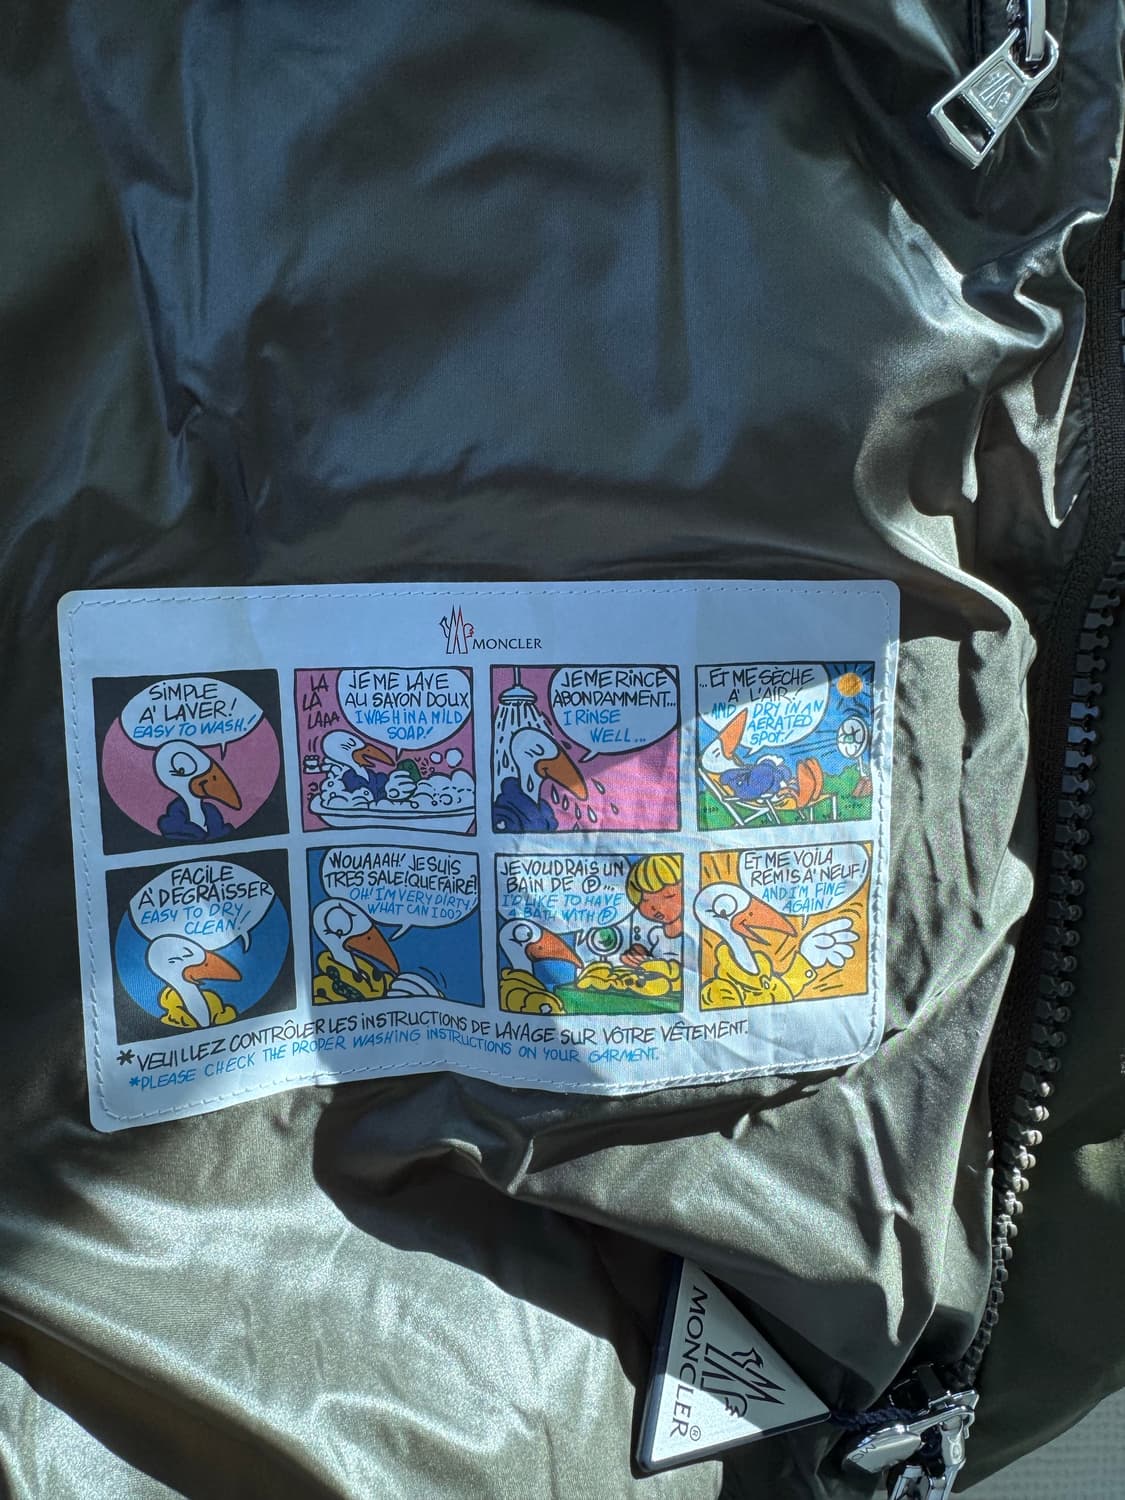 MONCLER
SIMPLE
A' LAVER!
EASY TO WASH!
LA
LA
LAAA
JE ME LAVE
AU SAVON DOUX
I WASH IN A MILD
SOAP!
JE ME RINCE
ABONDAMMENT...
I RINSE
WELL...
...ET ME SÈCHE
A' L'AIR!
AND I DRY IN AN
AERATED
SPOT!
FACILE
A' DEGRAISSER
EASY TO DRY
CLEAN!
WOUAAAH! JE SUIS
TRES SALE! QUE FAIRE?
OH! I'M VERY DIRTY!
WHAT CAN I DO?
JE VOUDRAIS UN
BAIN DE Ⓟ...
I'D LIKE TO HAVE
A BATH WITH Ⓟ!
ET ME VOILA
REMIS A' NEUF!
AND I'M FINE
AGAIN!
*VEUILLEZ CONTRÔLER LES INSTRUCTIONS DE LAVAGE SUR VÔTRE VÊTEMENT.
*PLEASE CHECK THE PROPER WASHING INSTRUCTIONS ON YOUR GARMENT.
MONCLER®